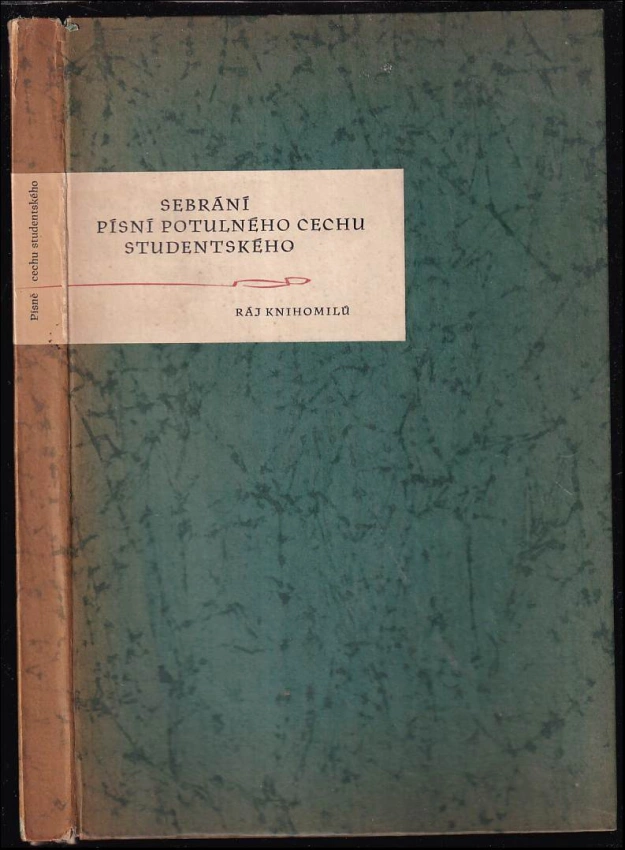 SEBRÁNÍ
PÍSNÍ POTULNÉHO CECHU
STUDENTSKÉHO
RÁJ KNIHOMILŮ
Písně cechu studentského